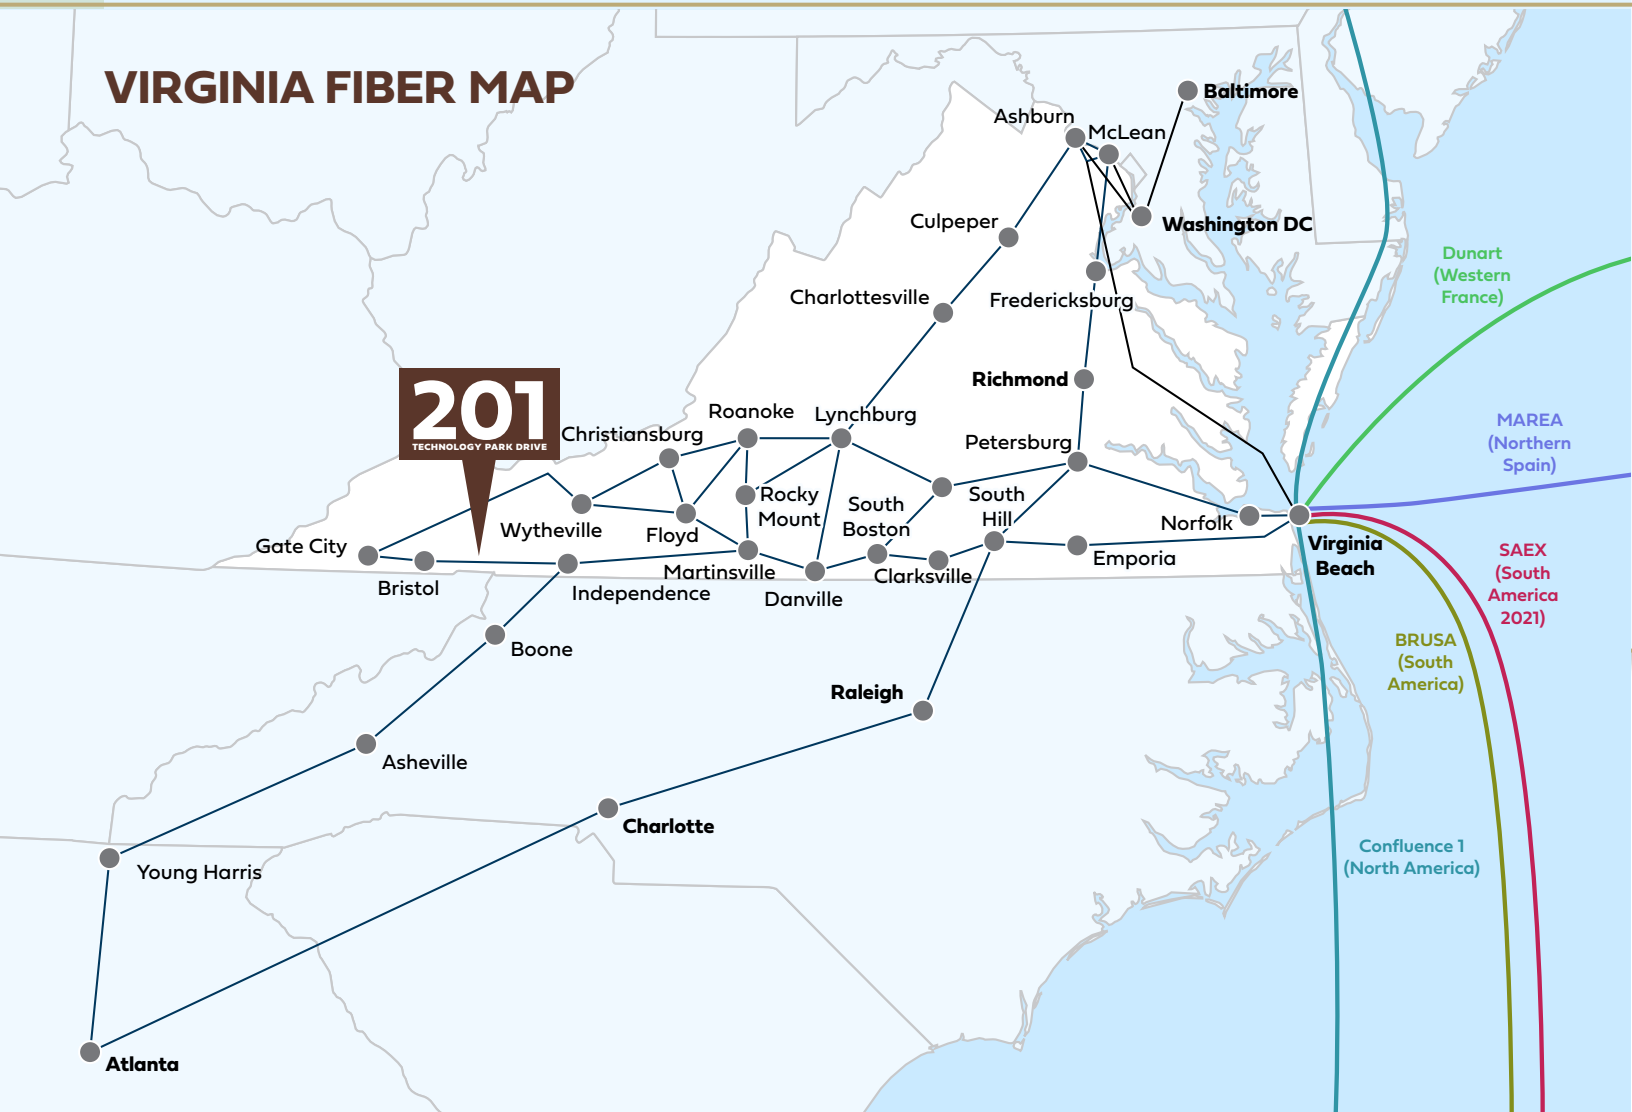 VIRGINIA FIBER MAP
Baltimore
Ashburn
McLean
Culpeper
Washington DC
Dunart
(Western
France)
Charlottesville
Fredericksburg
Richmond
201
TECHNOLOGY PARK DRIVE
Roanoke
Lynchburg
Christiansburg
Petersburg
MAREA
(Northern
Spain)
Rocky
Mount
South
Boston
South
Hill
Wytheville
Floyd
Norfolk
Gate City
Bristol
Martinsville
Independence
Danville
Clarksville
Emporia
Virginia
Beach
SAEX
(South
America
2021)
Boone
BRUSA
(South
America)
Raleigh
Asheville
Charlotte
Confluence 1
(North America)
Young Harris
Atlanta